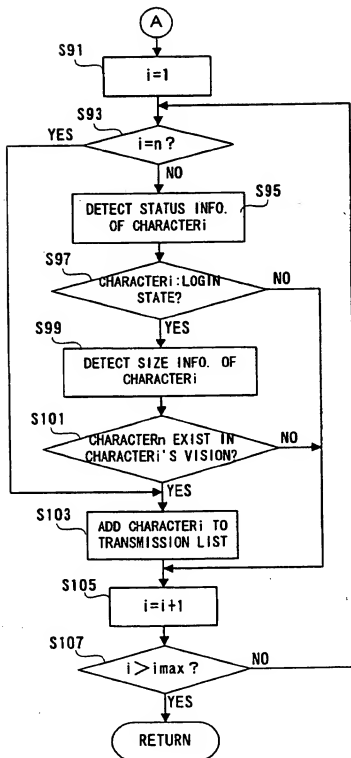 A
S91
i=1
S93
YES
i=n?
NO
S95
DETECT STATUS INFO.
OF CHARACTERi
S97
CHARACTERi:LOGIN
STATE?
NO
YES
S99
DETECT SIZE INFO. OF
CHARACTERi
S101
CHARACTERn EXIST IN
CHARACTERi'S VISION?
NO
YES
S103
ADD CHARACTERi TO
TRANSMISSION LIST
S105
i=i+1
S107
i>imax?
NO
YES
RETURN